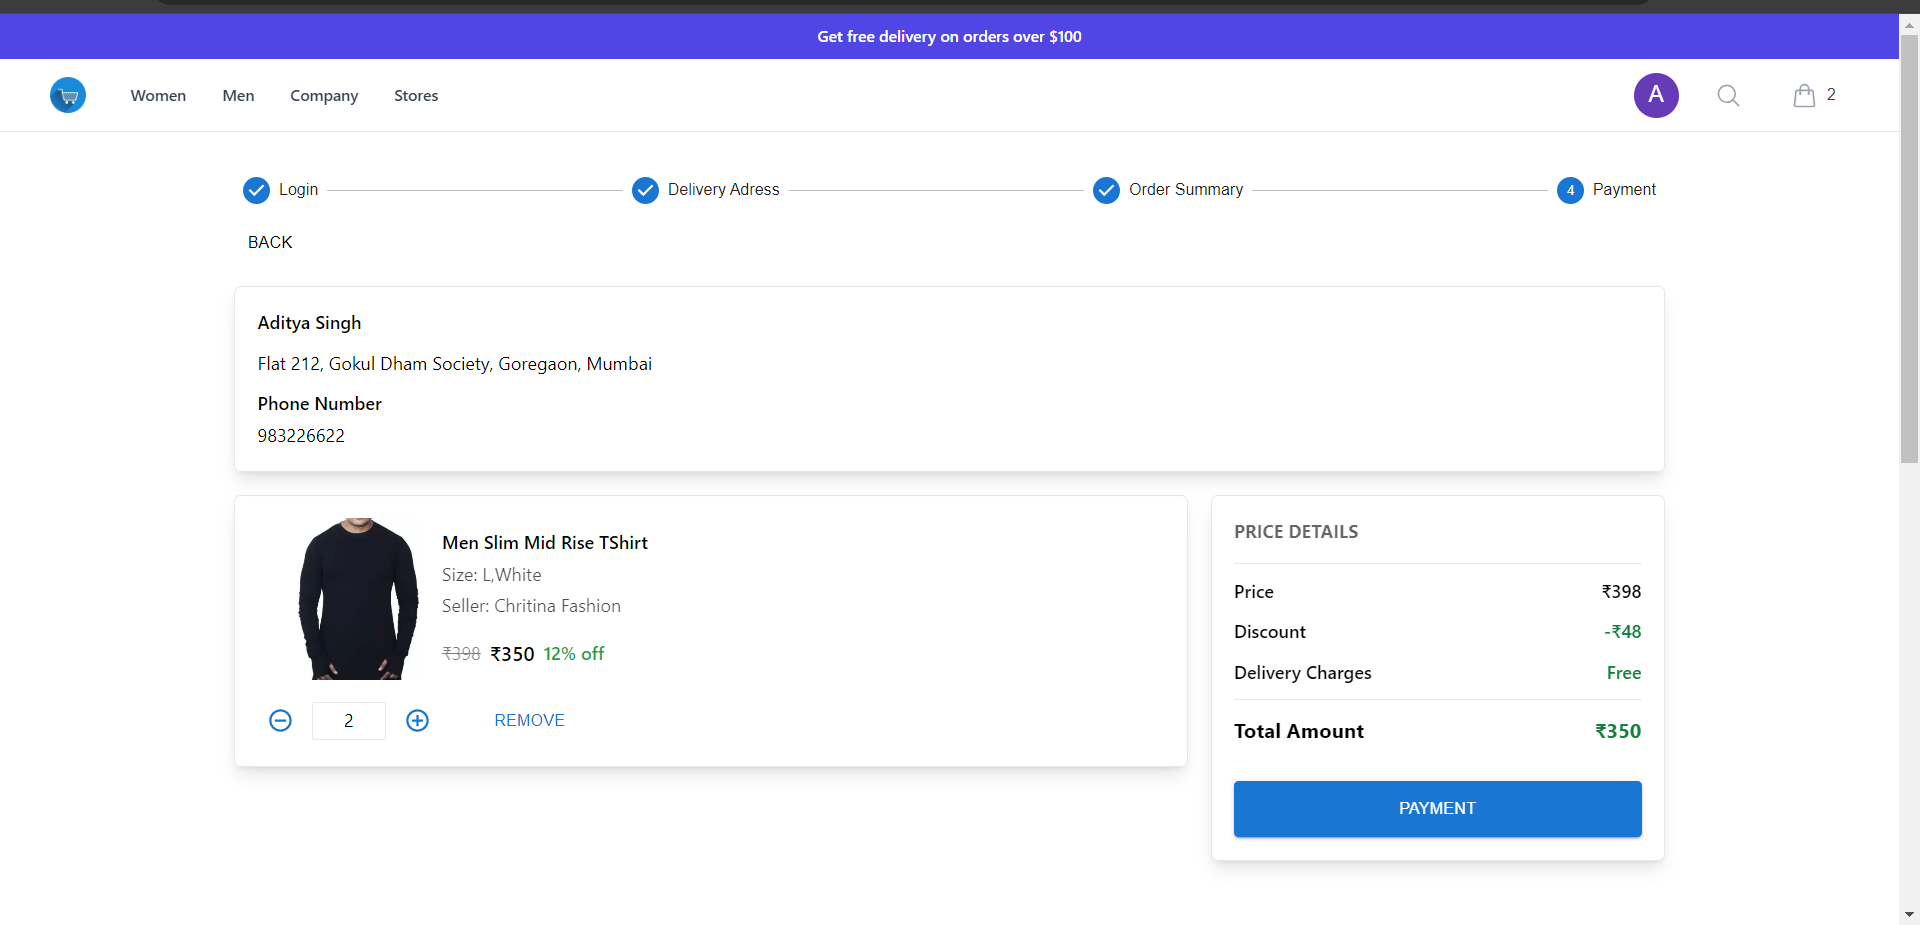 Get free delivery on orders over $100
Women Men Company Stores A 2
Login Delivery Adress Order Summary 4 Payment
BACK
Aditya Singh
Flat 212, Gokul Dham Society, Goregaon, Mumbai
Phone Number
983226622
Men Slim Mid Rise TShirt
Size: L,White
Seller: Chritina Fashion
₹398 ₹350 12% off
2 REMOVE
PRICE DETAILS
Price ₹398
Discount -₹48
Delivery Charges Free
Total Amount ₹350
PAYMENT